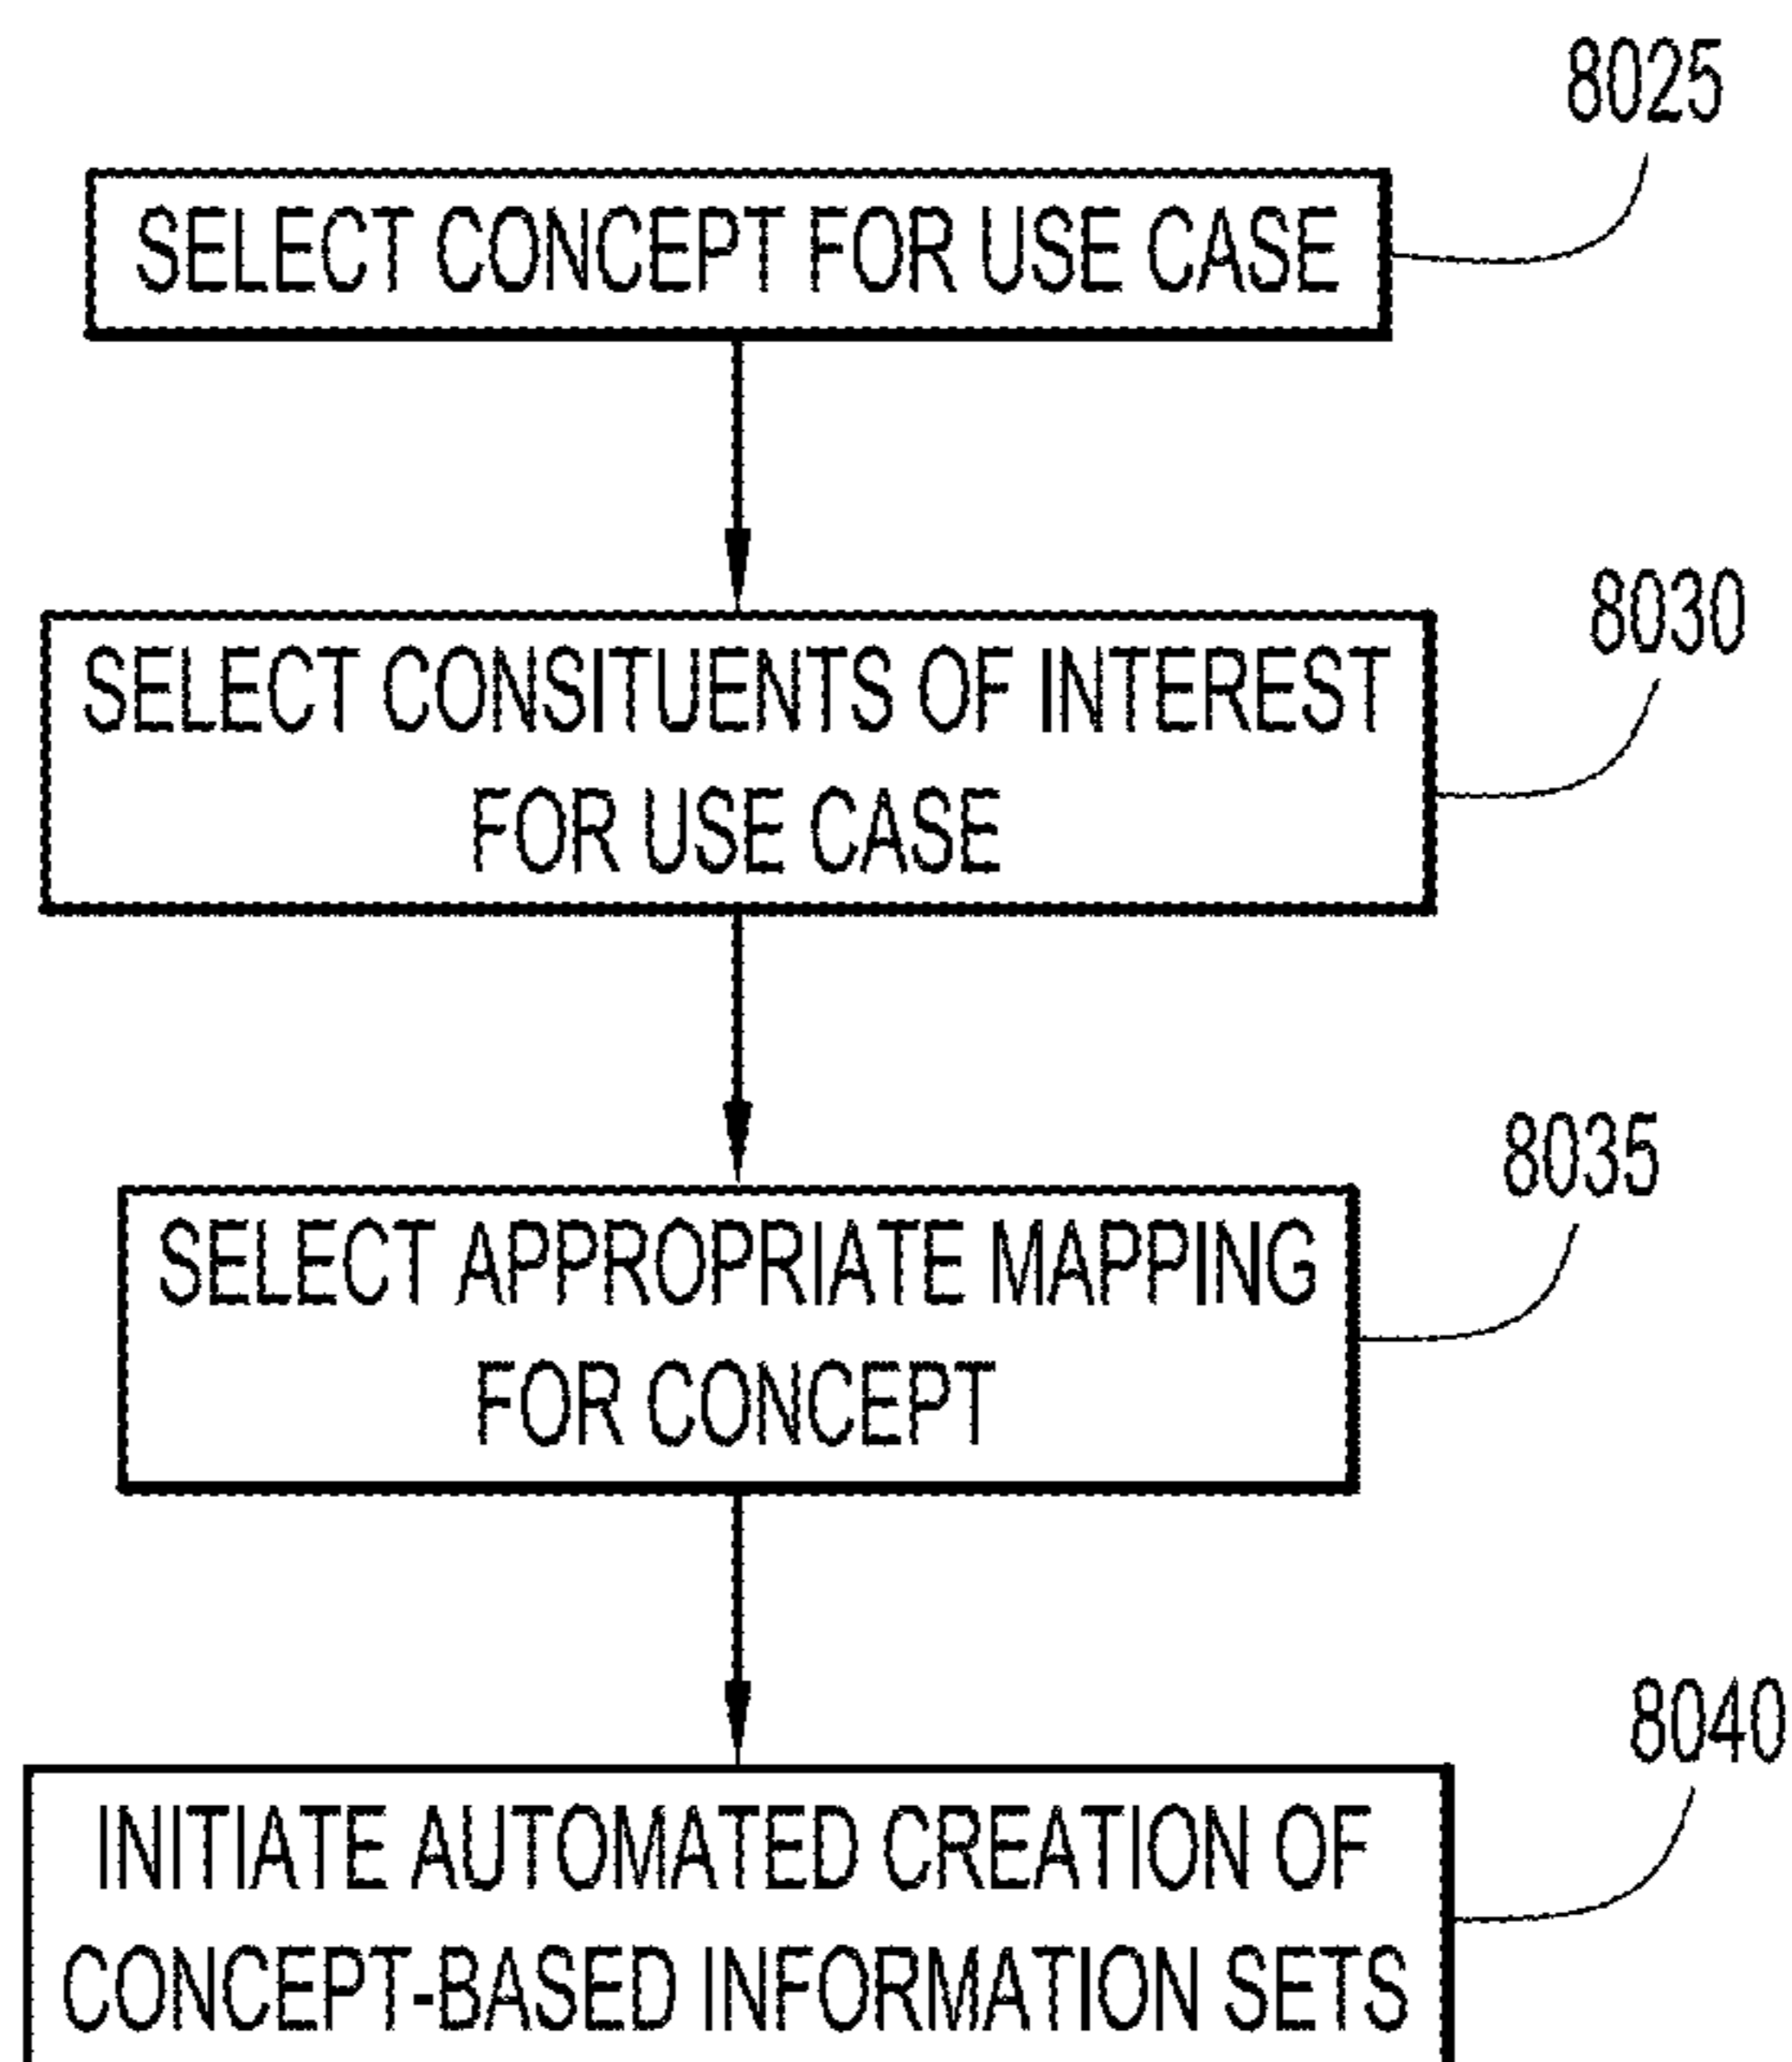 8025
SELECT CONCEPT FOR USE CASE
8030
SELECT CONSITUENTS OF INTEREST
FOR USE CASE
8035
SELECT APPROPRIATE MAPPING
FOR CONCEPT
8040
INITIATE AUTOMATED CREATION OF
CONCEPT-BASED INFORMATION SETS